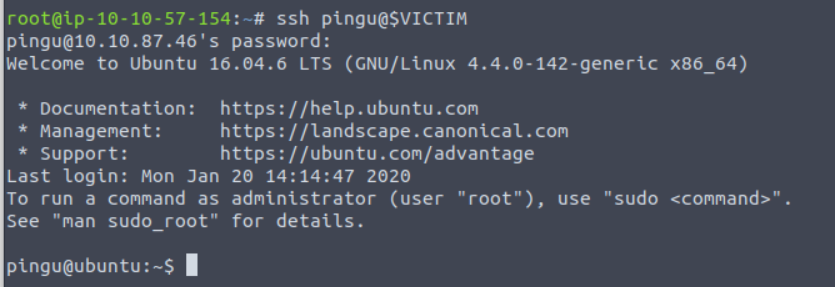 root@ip-10-10-57-154:~# ssh pingu@$VICTIM
pingu@10.10.87.46's password:
Welcome to Ubuntu 16.04.6 LTS (GNU/Linux 4.4.0-142-generic x86_64)
* Documentation:  https://help.ubuntu.com
* Management:     https://landscape.canonical.com
* Support:        https://ubuntu.com/advantage
Last login: Mon Jan 20 14:14:47 2020
To run a command as administrator (user "root"), use "sudo <command>".
See "man sudo_root" for details.
pingu@ubuntu:~$